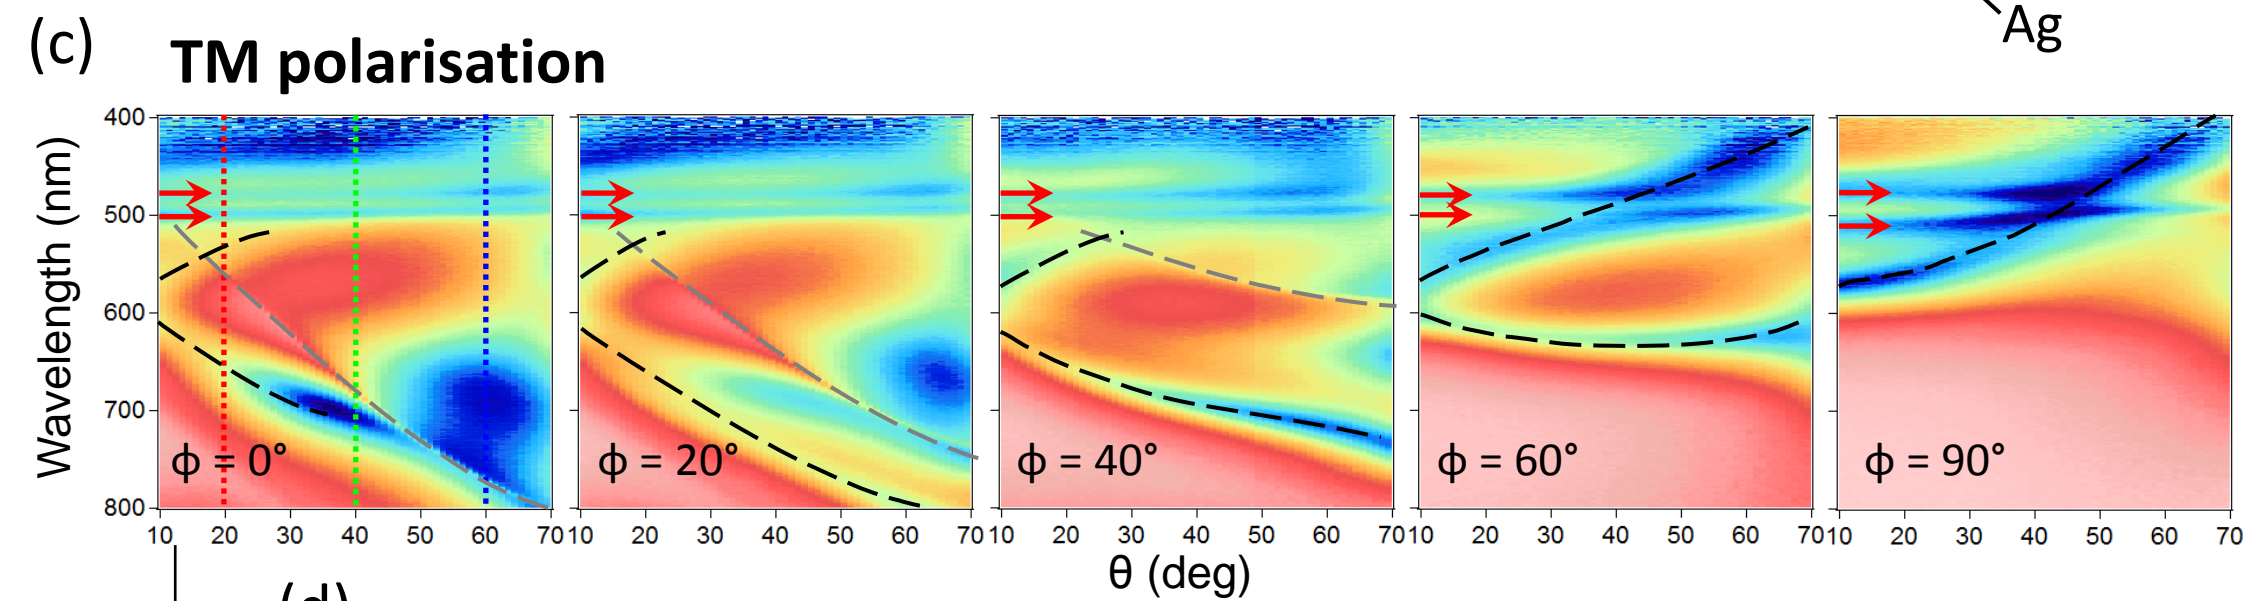 (c)
TM polarisation
Ag
Wavelength (nm)
400
500
600
700
800
ϕ = 0°
ϕ = 20°
ϕ = 40°
ϕ = 60°
ϕ = 90°
10 20 30 40 50 60 70
10 20 30 40 50 60 70
10 20 30 40 50 60 70
10 20 30 40 50 60 70
10 20 30 40 50 60 70
θ (deg)
(d)